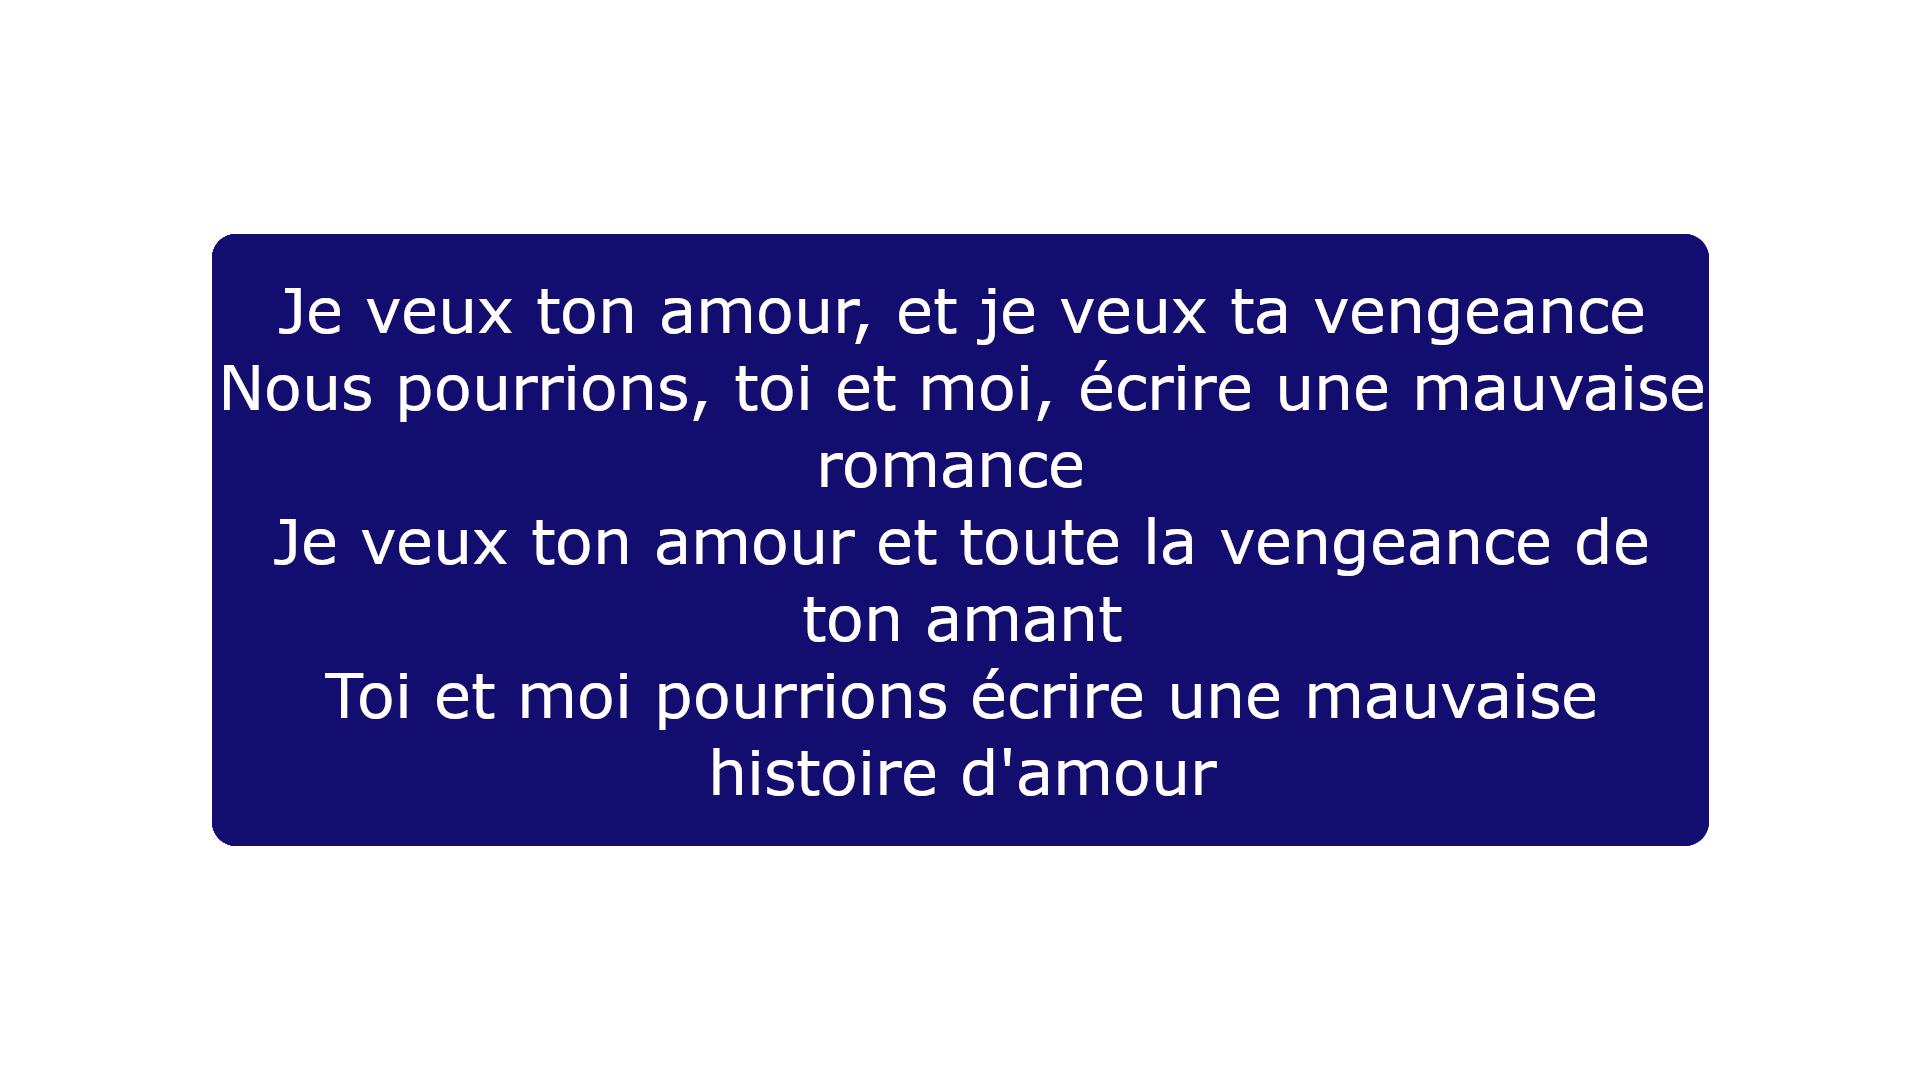 Je veux ton amour, et je veux ta vengeance
Nous pourrions, toi et moi, écrire une mauvaise
romance
Je veux ton amour et toute la vengeance de
ton amant
Toi et moi pourrions écrire une mauvaise
histoire d'amour